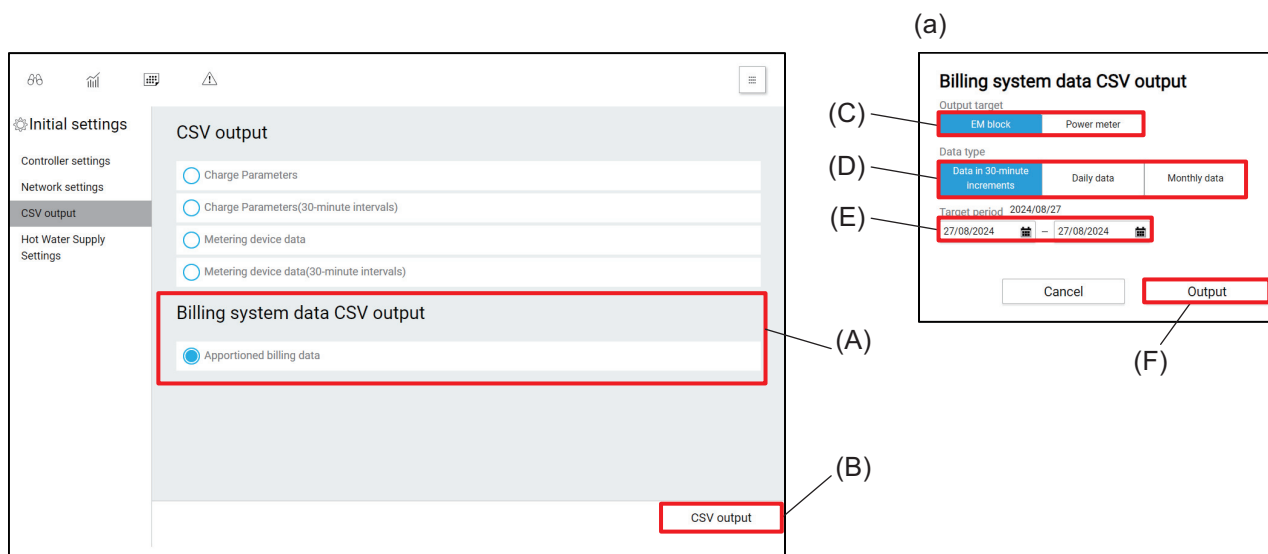 (a)
Initial settings
Controller settings
Network settings
CSV output
Hot Water Supply
Settings
CSV output
Charge Parameters
Charge Parameters(30-minute intervals)
Metering device data
Metering device data(30-minute intervals)
Billing system data CSV output
Apportioned billing data
CSV output
(A)
(B)
Billing system data CSV output
Output target
EM block
Power meter
Data type
Data in 30-minute
increments
Daily data
Monthly data
Target period 2024/08/27
27/08/2024 – 27/08/2024
Cancel
Output
(C)
(D)
(E)
(F)